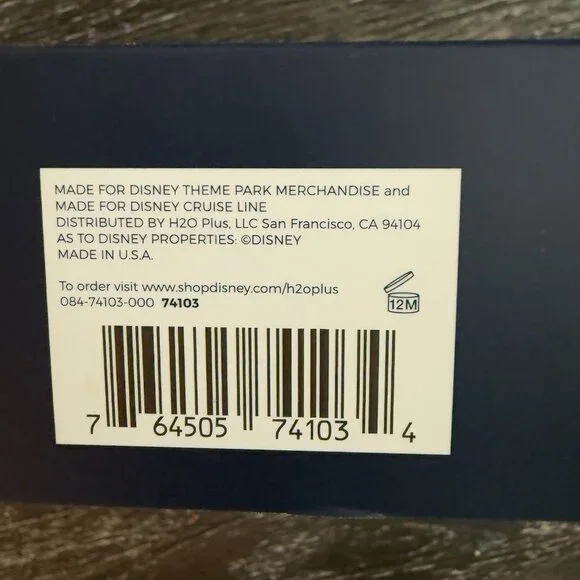 MADE FOR DISNEY THEME PARK MERCHANDISE and
MADE FOR DISNEY CRUISE LINE
DISTRIBUTED BY H2O Plus, LLC San Francisco, CA 94104
AS TO DISNEY PROPERTIES: ©DISNEY
MADE IN U.S.A.
To order visit www.shopdisney.com/h2oplus
084-74103-000 74103
12M
7 64505 74103 4